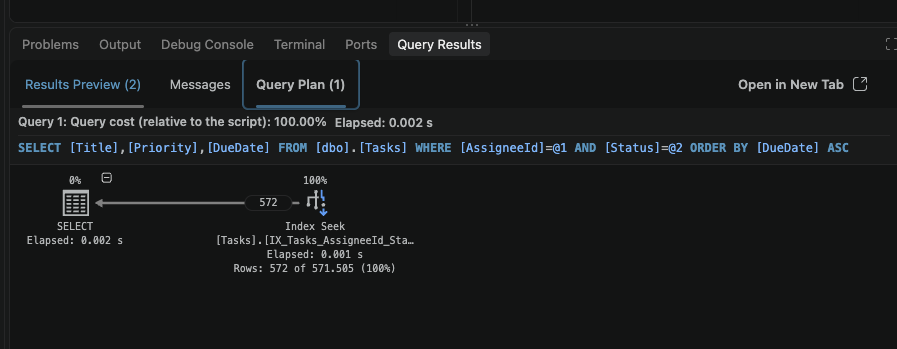 Problems Output Debug Console Terminal Ports Query Results
Results Preview (2) Messages Query Plan (1) Open in New Tab
Query 1: Query cost (relative to the script): 100.00% Elapsed: 0.002 s
SELECT [Title],[Priority],[DueDate] FROM [dbo].[Tasks] WHERE [AssigneeId]=@1 AND [Status]=@2 ORDER BY [DueDate] ASC
0% 100%
572
SELECT Index Seek
Elapsed: 0.002 s [Tasks].[IX_Tasks_AssigneeId_Sta…
Elapsed: 0.001 s
Rows: 572 of 571.505 (100%)